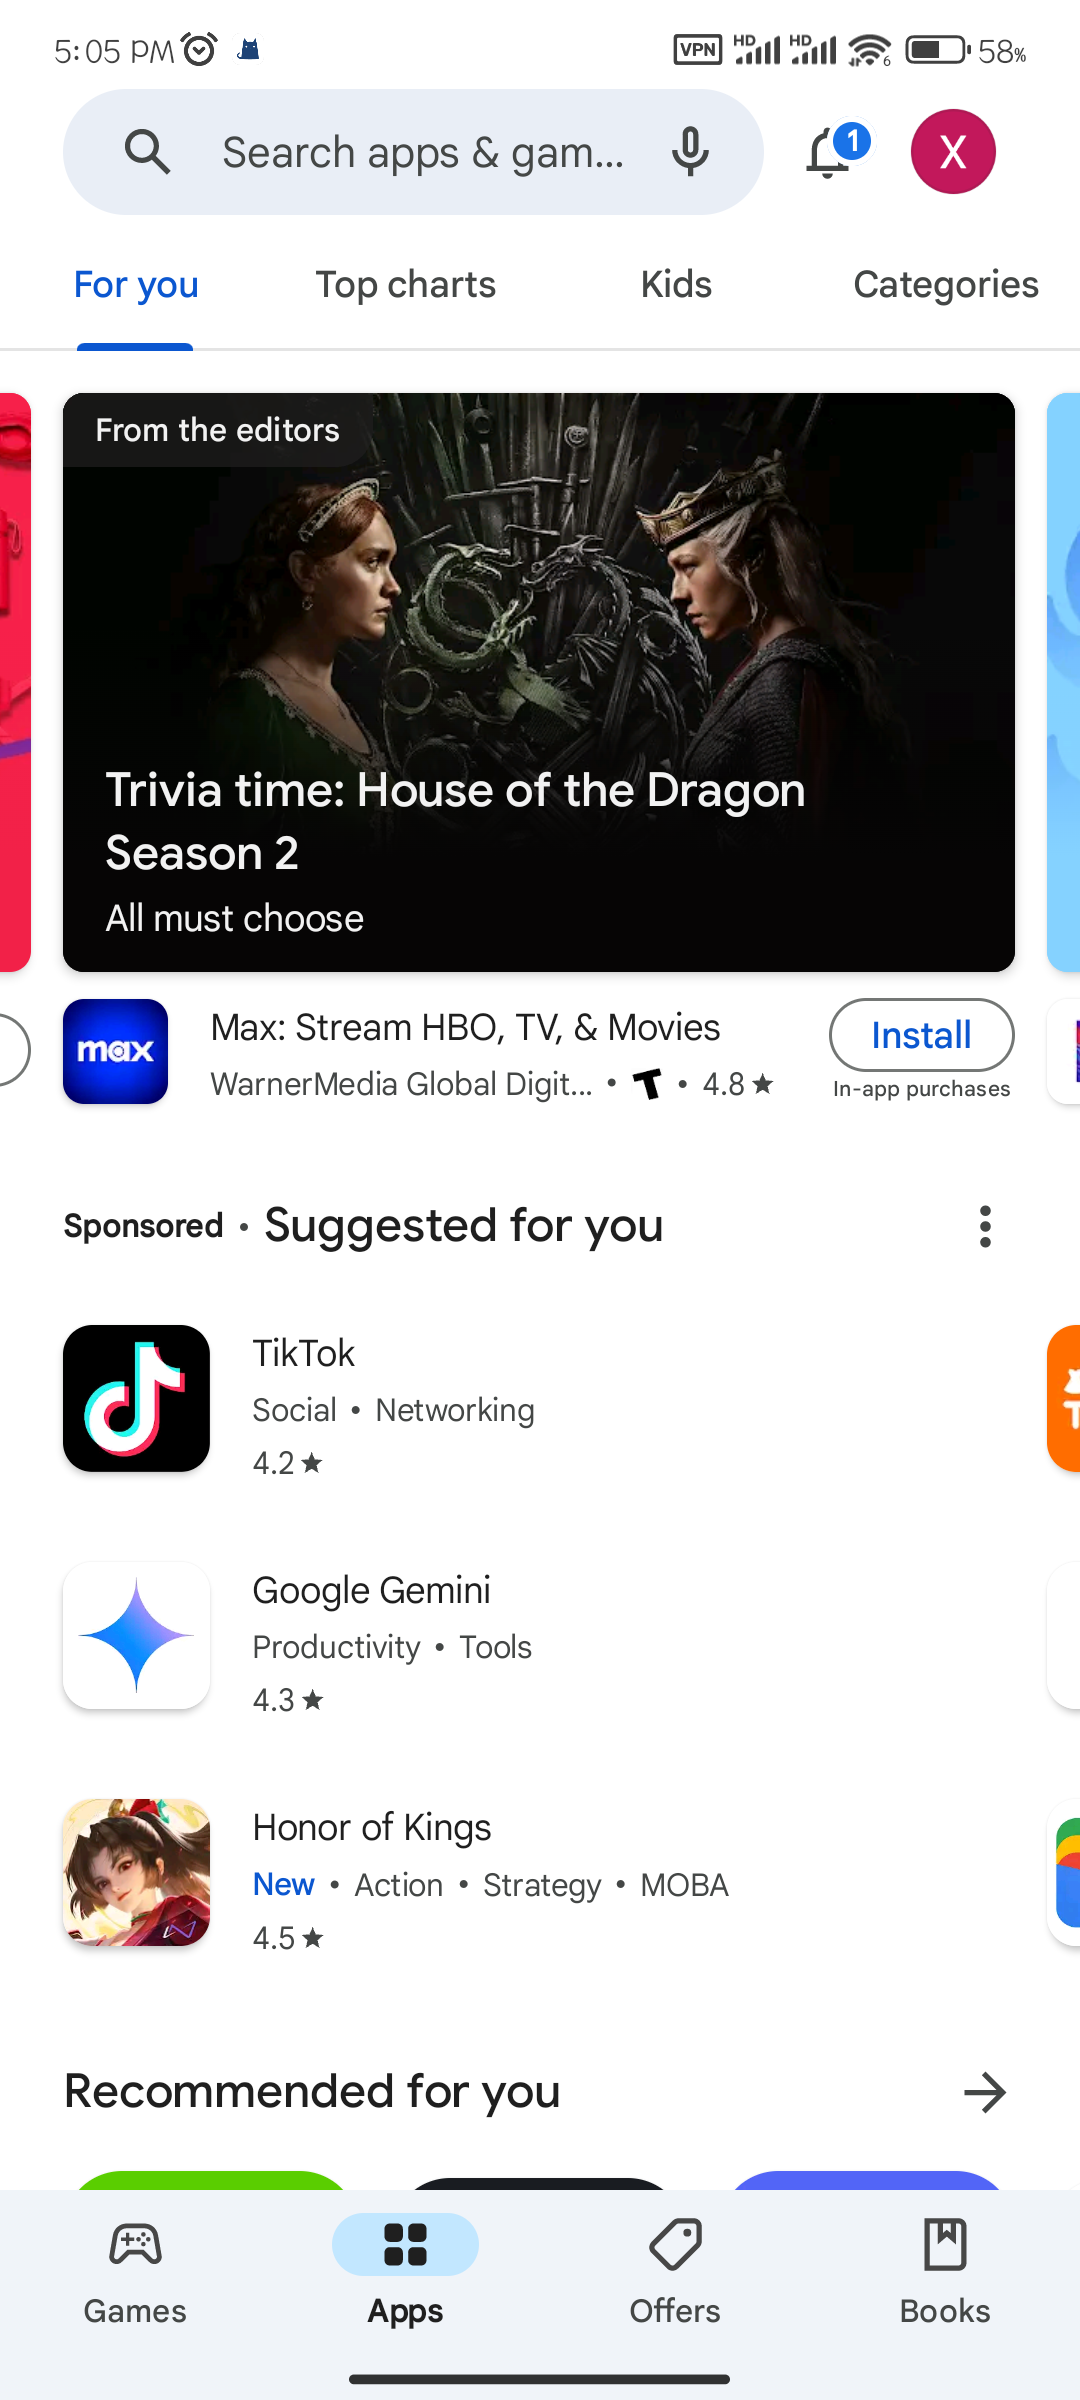 5:05 PM
VPN HD HD 6 58%
Search apps & gam...
1
X
For you
Top charts
Kids
Categories
From the editors
Trivia time: House of the Dragon
Season 2
All must choose
max
Max: Stream HBO, TV, & Movies
WarnerMedia Global Digit... • T • 4.8 ★
Install
In-app purchases
Sponsored • Suggested for you
TikTok
Social • Networking
4.2 ★
Google Gemini
Productivity • Tools
4.3 ★
Honor of Kings
New • Action • Strategy • MOBA
4.5 ★
Recommended for you
Games
Apps
Offers
Books